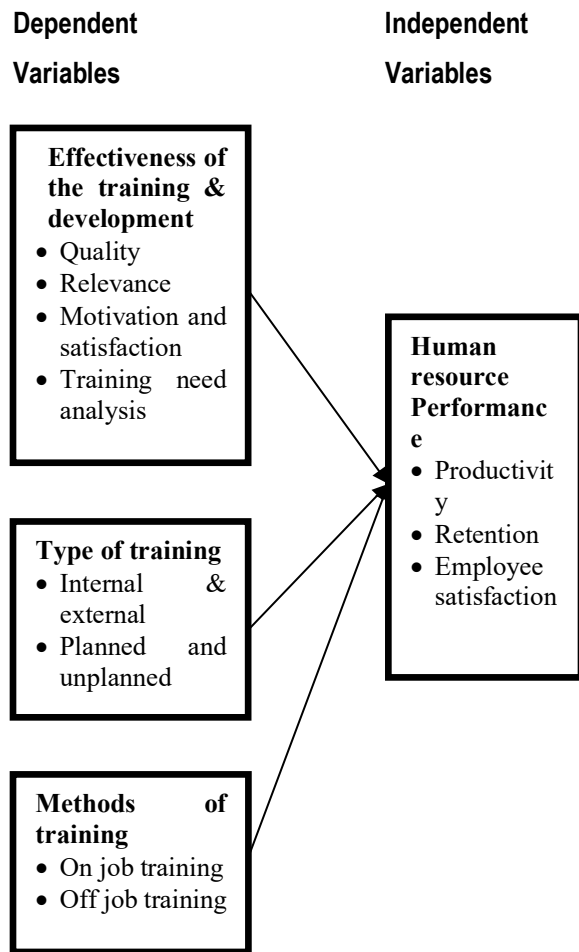 Dependent
Variables
Independent
Variables
Effectiveness of
the training &
development
• Quality
• Relevance
• Motivation and
satisfaction
• Training need
analysis
Type of training
• Internal &
external
• Planned and
unplanned
Methods of
training
• On job training
• Off job training
Human
resource
Performanc
e
• Productivit
y
• Retention
• Employee
satisfaction